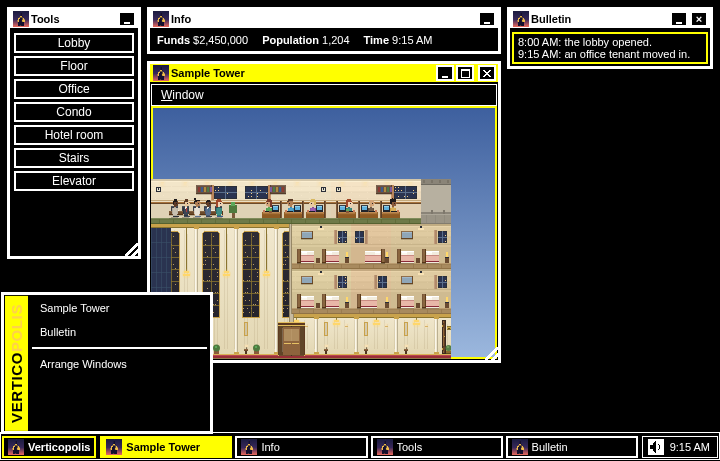 Tools
Lobby
Floor
Office
Condo
Hotel room
Stairs
Elevator
Info
Funds $2,450,000 Population 1,204 Time 9:15 AM
Bulletin
8:00 AM: the lobby opened.
9:15 AM: an office tenant moved in.
Sample Tower
Window
VERTICOPOLIS
Sample Tower
Bulletin
Arrange Windows
Verticopolis
Sample Tower
Info
Tools
Bulletin
9:15 AM